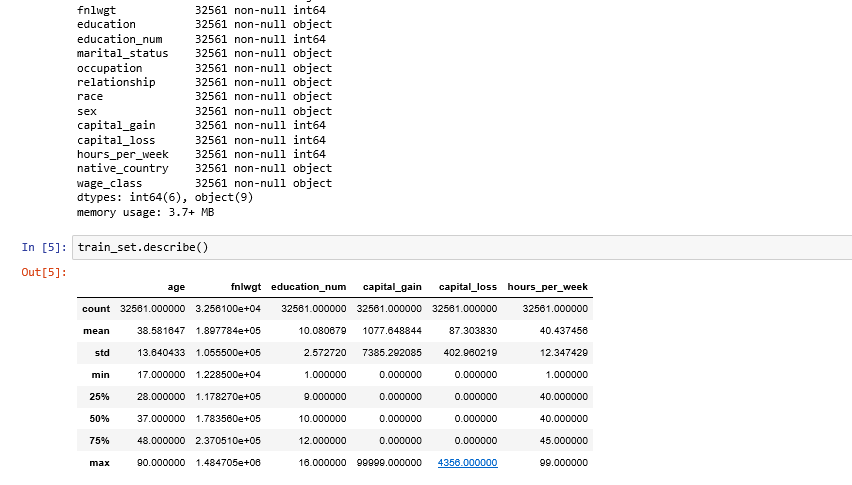 fnlwgt 32561 non-null int64
education 32561 non-null object
education_num 32561 non-null int64
marital_status 32561 non-null object
occupation 32561 non-null object
relationship 32561 non-null object
race 32561 non-null object
sex 32561 non-null object
capital_gain 32561 non-null int64
capital_loss 32561 non-null int64
hours_per_week 32561 non-null int64
native_country 32561 non-null object
wage_class 32561 non-null object
dtypes: int64(6), object(9)
memory usage: 3.7+ MB
In [5]: train_set.describe()
Out[5]:
age fnlwgt education_num capital_gain capital_loss hours_per_week
count 32561.000000 3.256100e+04 32561.000000 32561.000000 32561.000000 32561.000000
mean 38.581647 1.897784e+05 10.080679 1077.648844 87.303830 40.437456
std 13.640433 1.055500e+05 2.572720 7385.292085 402.960219 12.347429
min 17.000000 1.228500e+04 1.000000 0.000000 0.000000 1.000000
25% 28.000000 1.178270e+05 9.000000 0.000000 0.000000 40.000000
50% 37.000000 1.783560e+05 10.000000 0.000000 0.000000 40.000000
75% 48.000000 2.370510e+05 12.000000 0.000000 0.000000 45.000000
max 90.000000 1.484705e+06 16.000000 99999.000000 4356.000000 99.000000